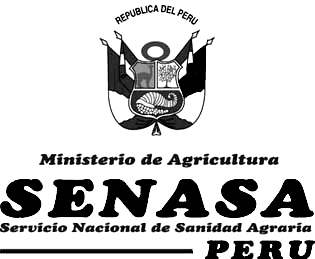 REPUBLICA DEL PERU
Ministerio de Agricultura
SENASA
Servicio Nacional de Sanidad Agraria
PERU